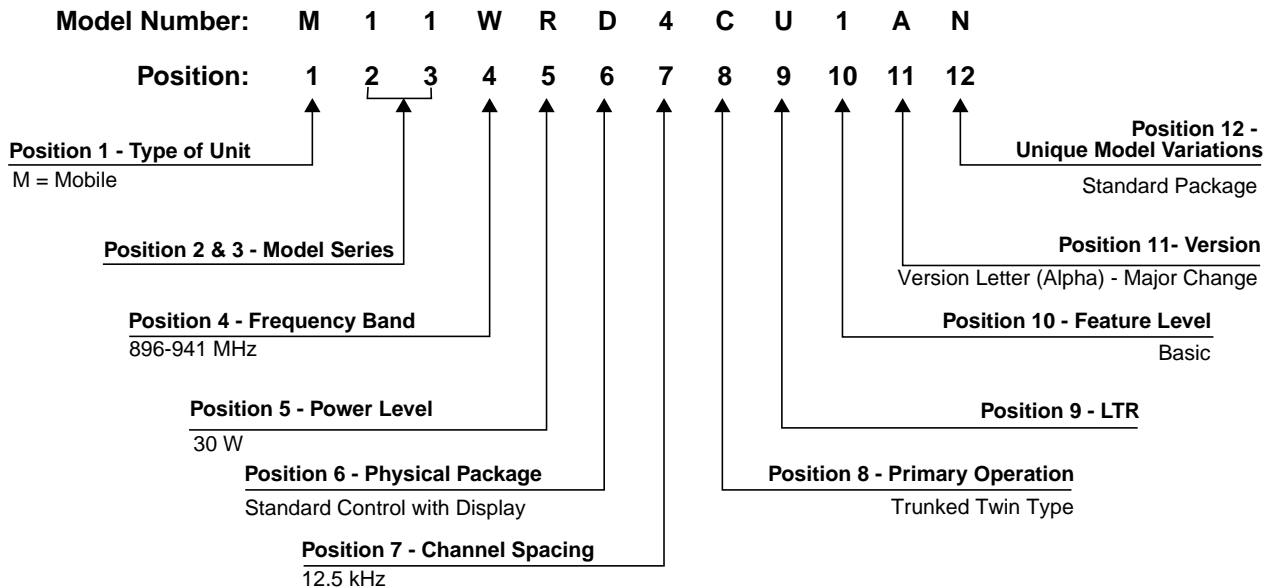 Model Number: M 1 1 W R D 4 C U 1 A N
Position: 1 2 3 4 5 6 7 8 9 10 11 12
Position 1 - Type of Unit
M = Mobile
Position 2 & 3 - Model Series
Position 4 - Frequency Band
896-941 MHz
Position 5 - Power Level
30 W
Position 6 - Physical Package
Standard Control with Display
Position 7 - Channel Spacing
12.5 kHz
Position 12 -
Unique Model Variations
Standard Package
Position 11- Version
Version Letter (Alpha) - Major Change
Position 10 - Feature Level
Basic
Position 9 - LTR
Position 8 - Primary Operation
Trunked Twin Type